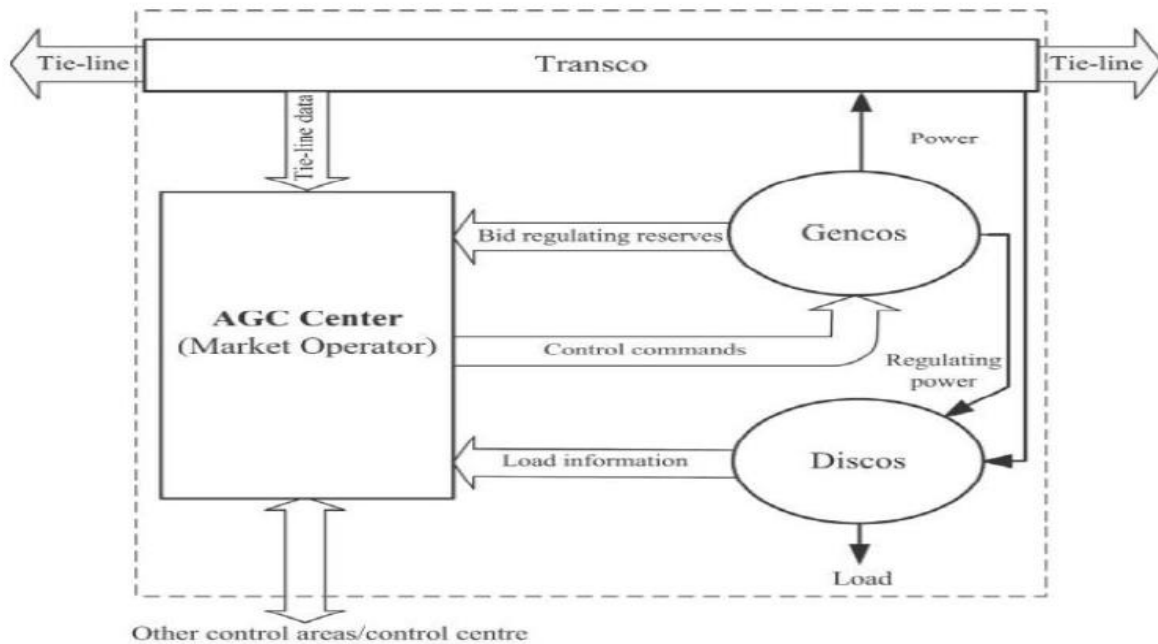 Tie-line
Transco
Tie-line
Tie-line data
Power
Bid regulating reserves
Gencos
AGC Center
(Market Operator)
Control commands
Regulating
power
Load information
Discos
Load
Other control areas/control centre